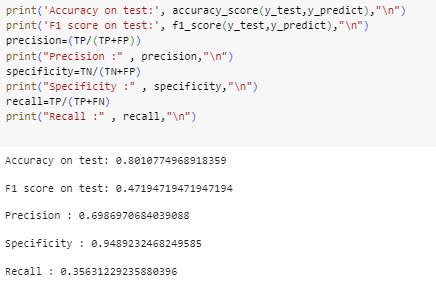 print('Accuracy on test:', accuracy_score(y_test,y_predict),"\n")
print('F1 score on test:', f1_score(y_test,y_predict),"\n")
precision=(TP/(TP+FP))
print("Precision :" , precision,"\n")
specificity=TN/(TN+FP)
print("Specificity :" , specificity,"\n")
recall=TP/(TP+FN)
print("Recall :" , recall,"\n")
Accuracy on test: 0.8010774968918359
F1 score on test: 0.47194719471947194
Precision : 0.6986970684039088
Specificity : 0.9489232468249585
Recall : 0.35631229235880396